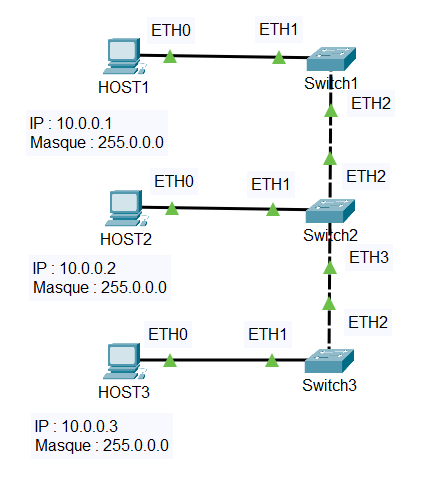 ETH0
ETH1
HOST1
Switch1
ETH2
IP : 10.0.0.1
Masque : 255.0.0.0
ETH2
ETH0
ETH1
HOST2
Switch2
ETH3
IP : 10.0.0.2
Masque : 255.0.0.0
ETH2
ETH0
ETH1
HOST3
Switch3
IP : 10.0.0.3
Masque : 255.0.0.0